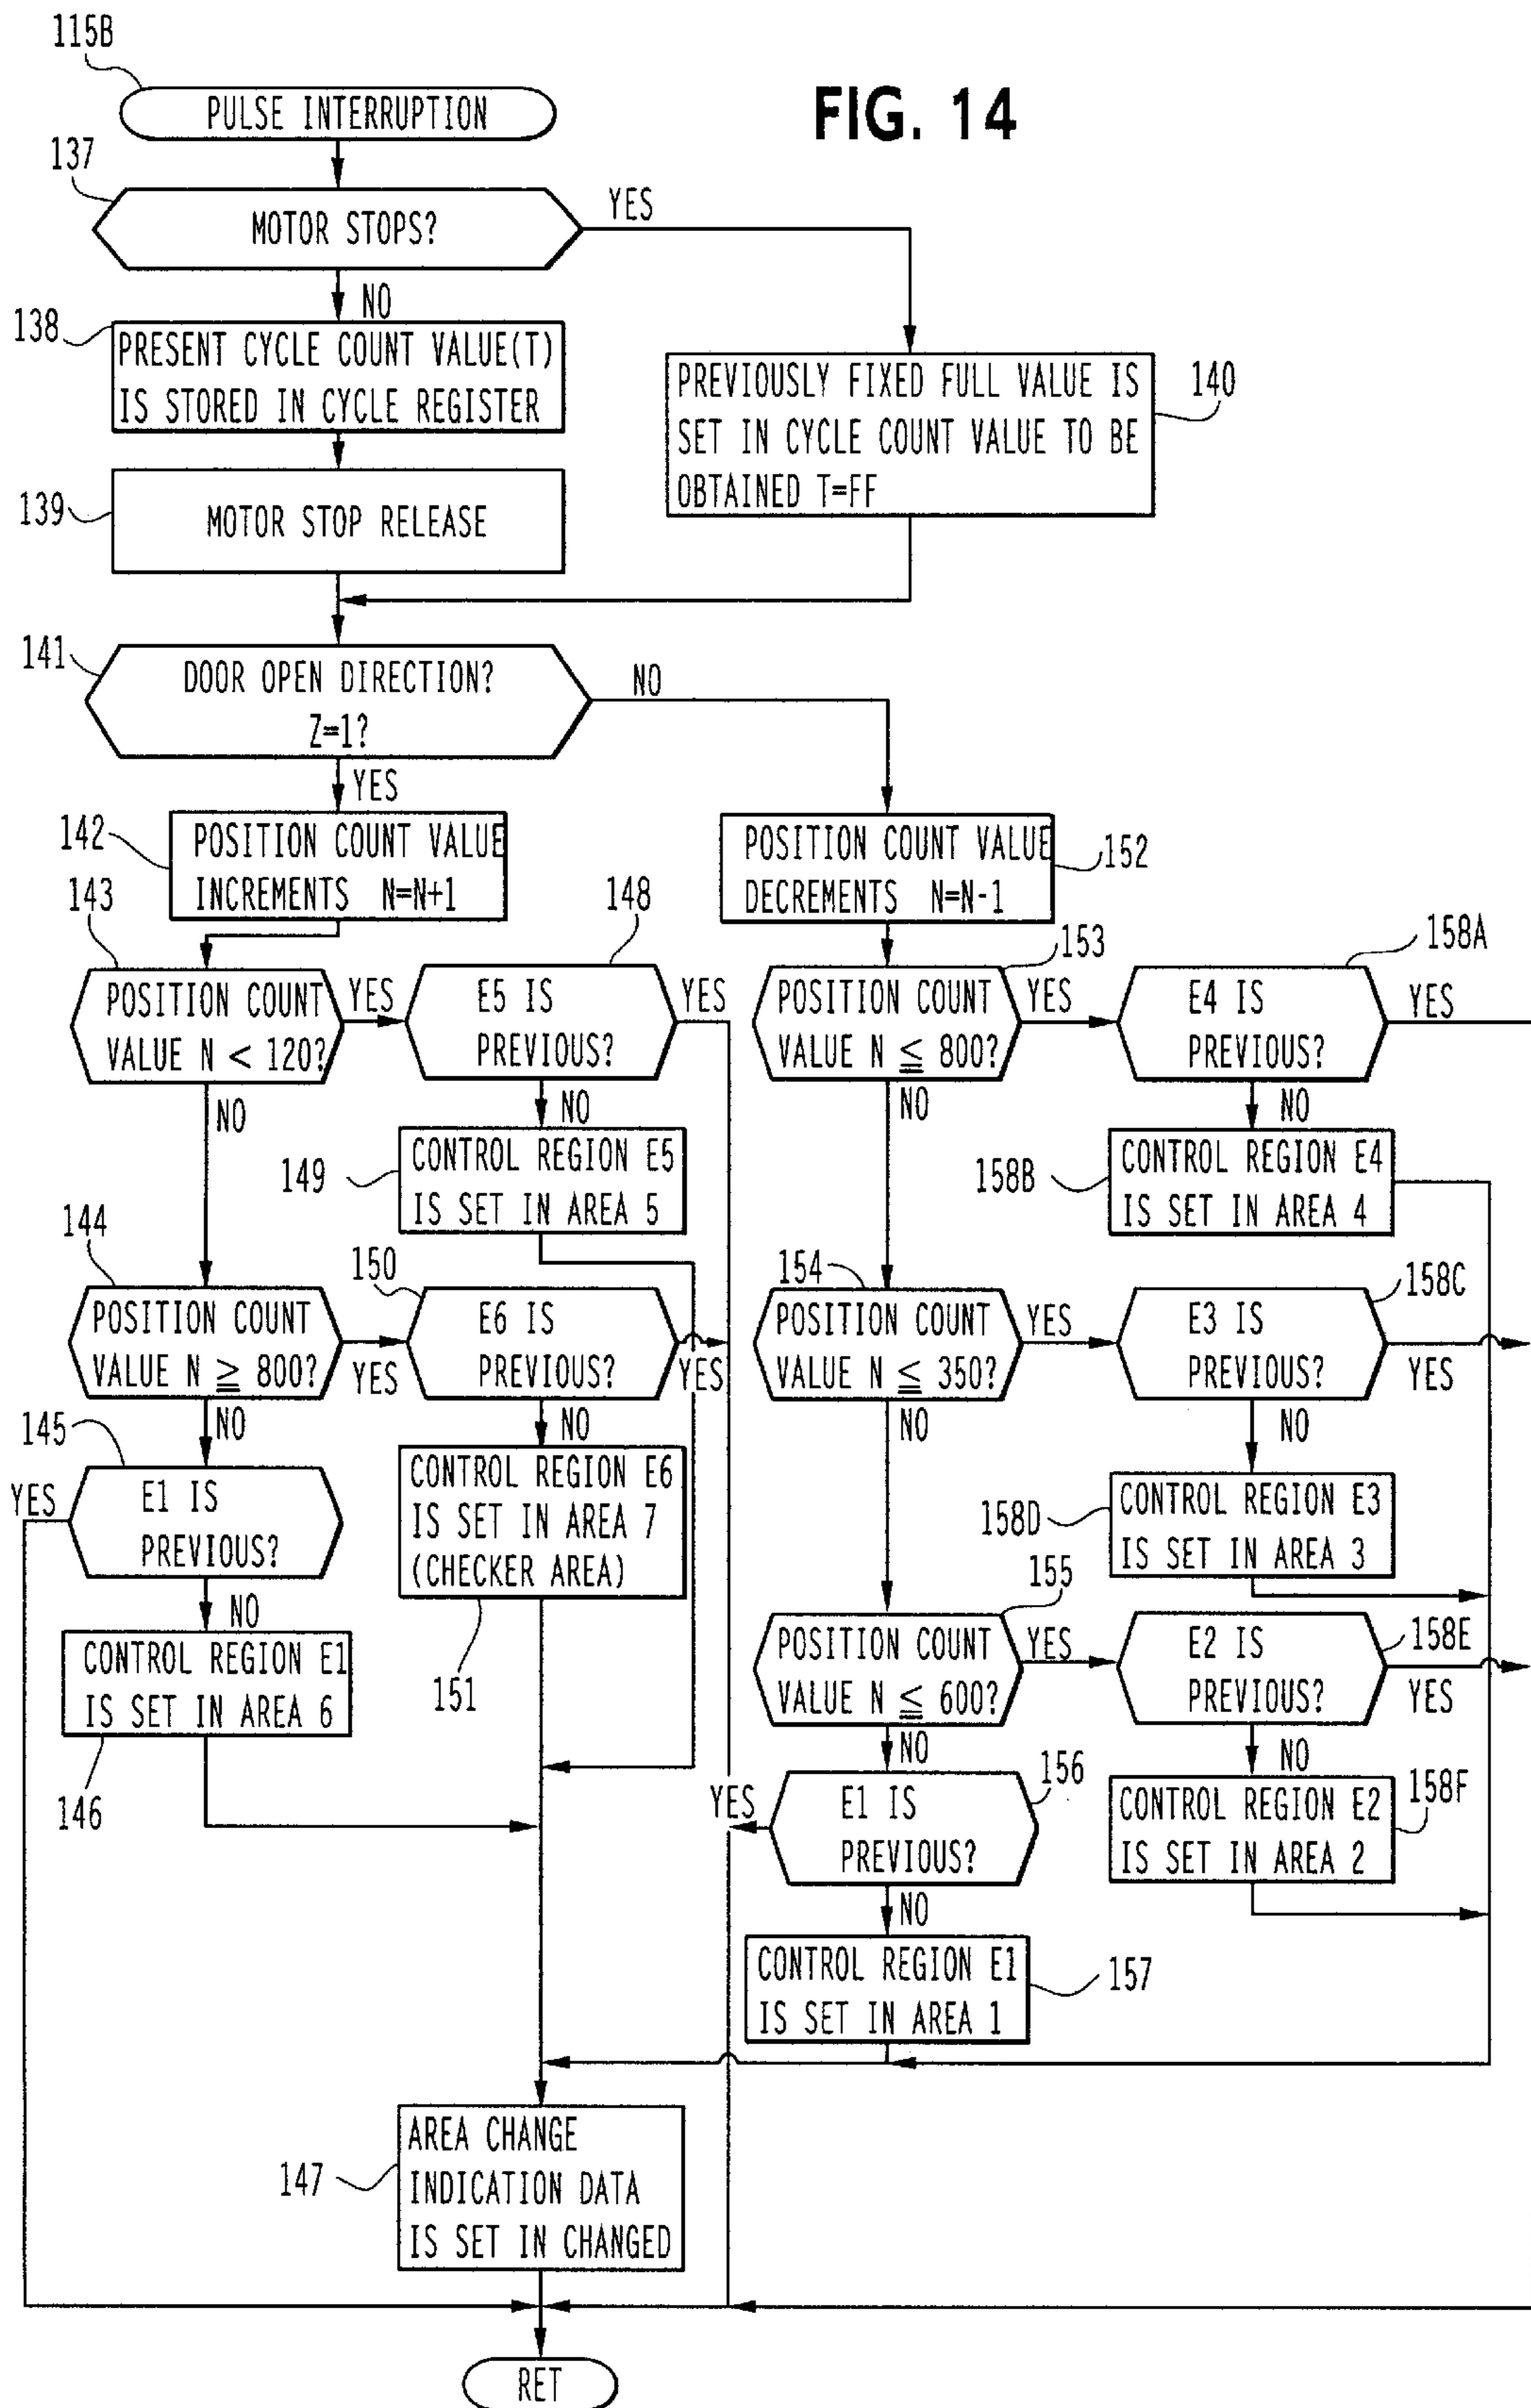 115B
PULSE INTERRUPTION
FIG. 14
137
MOTOR STOPS?
YES
NO
138
PRESENT CYCLE COUNT VALUE(T)
IS STORED IN CYCLE REGISTER
PREVIOUSLY FIXED FULL VALUE IS
SET IN CYCLE COUNT VALUE TO BE
OBTAINED T=FF
140
139
MOTOR STOP RELEASE
141
DOOR OPEN DIRECTION?
Z=1?
NO
YES
142
POSITION COUNT VALUE
INCREMENTS N=N+1
POSITION COUNT VALUE
DECREMENTS N=N-1
152
143
POSITION COUNT
VALUE N < 120?
YES
NO
148
E5 IS
PREVIOUS?
YES
NO
153
POSITION COUNT
VALUE N ≦ 800?
YES
NO
158A
E4 IS
PREVIOUS?
YES
NO
149
CONTROL REGION E5
IS SET IN AREA 5
158B
CONTROL REGION E4
IS SET IN AREA 4
144
POSITION COUNT
VALUE N ≧ 800?
YES
NO
150
E6 IS
PREVIOUS?
YES
NO
154
POSITION COUNT
VALUE N ≦ 350?
YES
NO
158C
E3 IS
PREVIOUS?
YES
NO
145
YES
E1 IS
PREVIOUS?
NO
CONTROL REGION E6
IS SET IN AREA 7
(CHECKER AREA)
151
158D
CONTROL REGION E3
IS SET IN AREA 3
CONTROL REGION E1
IS SET IN AREA 6
146
155
POSITION COUNT
VALUE N ≦ 600?
YES
NO
158E
E2 IS
PREVIOUS?
YES
NO
156
YES
E1 IS
PREVIOUS?
NO
158F
CONTROL REGION E2
IS SET IN AREA 2
CONTROL REGION E1
IS SET IN AREA 1
157
147
AREA CHANGE
INDICATION DATA
IS SET IN CHANGED
RET